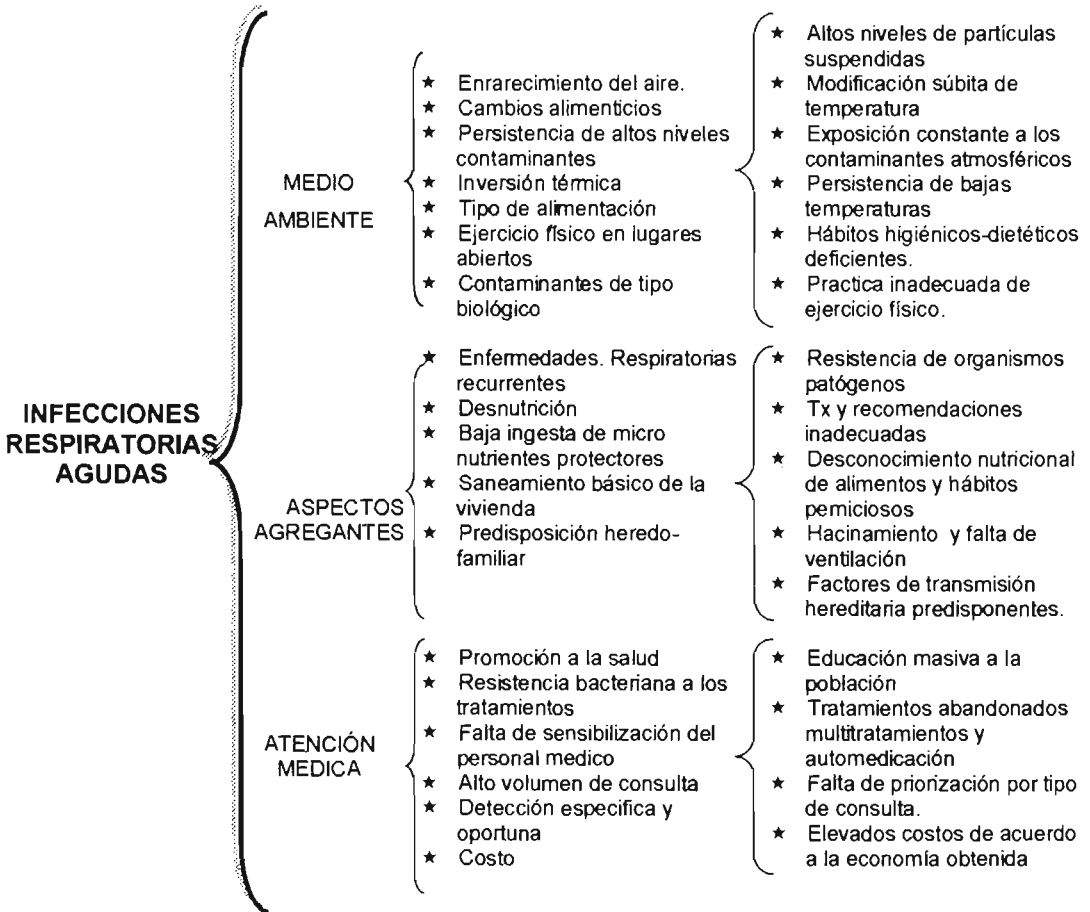 INFECCIONES
RESPIRATORIAS
AGUDAS
MEDIO
AMBIENTE
★ Enrarecimiento del aire.
★ Cambios alimenticios
★ Persistencia de altos niveles
contaminantes
★ Inversión térmica
★ Tipo de alimentación
★ Ejercicio físico en lugares
abiertos
★ Contaminantes de tipo
biológico
★ Altos niveles de partículas
suspendidas
★ Modificación súbita de
temperatura
★ Exposición constante a los
contaminantes atmosféricos
★ Persistencia de bajas
temperaturas
★ Hábitos higiénicos-dietéticos
deficientes.
★ Practica inadecuada de
ejercicio físico.
ASPECTOS
AGREGANTES
★ Enfermedades. Respiratorias
recurrentes
★ Desnutrición
★ Baja ingesta de micro
nutrientes protectores
★ Saneamiento básico de la
vivienda
★ Predisposición heredo-
familiar
★ Resistencia de organismos
patógenos
★ Tx y recomendaciones
inadecuadas
★ Desconocimiento nutricional
de alimentos y hábitos
perniciosos
★ Hacinamiento y falta de
ventilación
★ Factores de transmisión
hereditaria predisponentes.
ATENCIÓN
MEDICA
★ Promoción a la salud
★ Resistencia bacteriana a los
tratamientos
★ Falta de sensibilización del
personal medico
★ Alto volumen de consulta
★ Detección especifica y
oportuna
★ Costo
★ Educación masiva a la
población
★ Tratamientos abandonados
multitratamientos y
automedicación
★ Falta de priorización por tipo
de consulta.
★ Elevados costos de acuerdo
a la economía obtenida